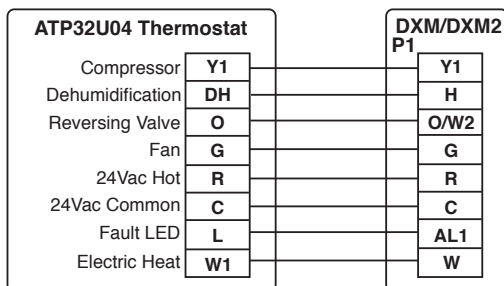 ATP32U04 Thermostat DXM/DXM2
P1
Compressor Y1 Y1
Dehumidification DH H
Reversing Valve O O/W2
Fan G G
24Vac Hot R R
24Vac Common C C
Fault LED L AL1
Electric Heat W1 W